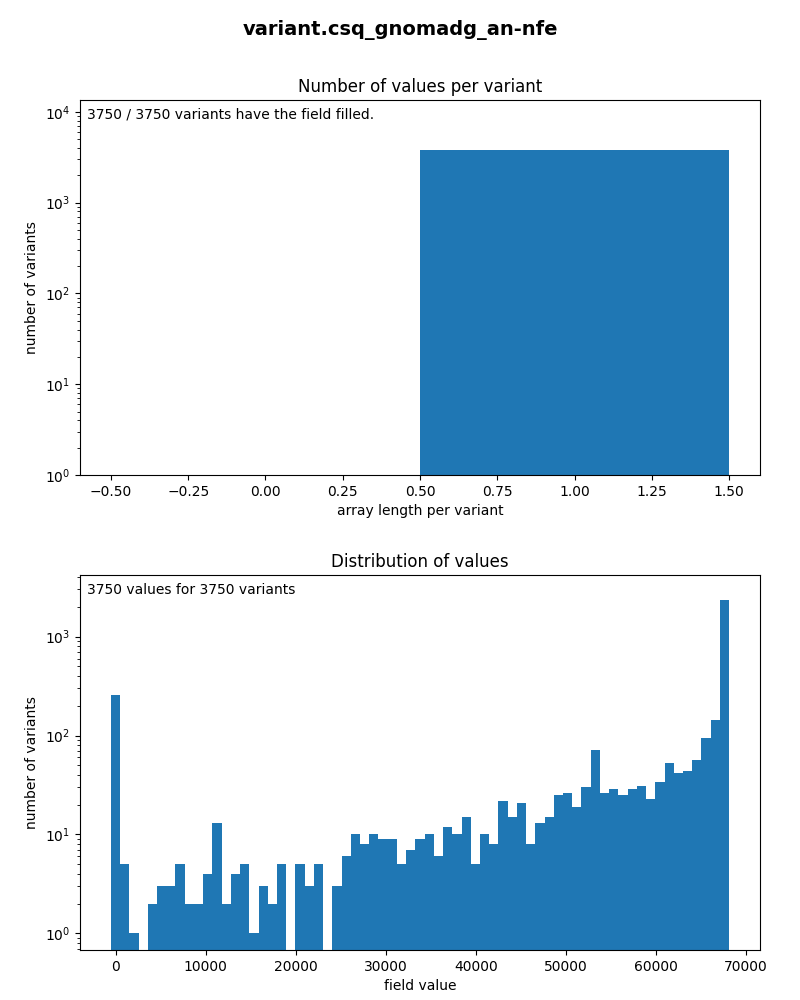 variant.csq_gnomadg_an-nfe
Number of values per variant
3750 / 3750 variants have the field filled.
10⁴
10³
10²
10¹
10⁰
number of variants
−0.50 −0.25 0.00 0.25 0.50 0.75 1.00 1.25 1.50
array length per variant
Distribution of values
3750 values for 3750 variants
10³
10²
10¹
10⁰
number of variants
0 10000 20000 30000 40000 50000 60000 70000
field value